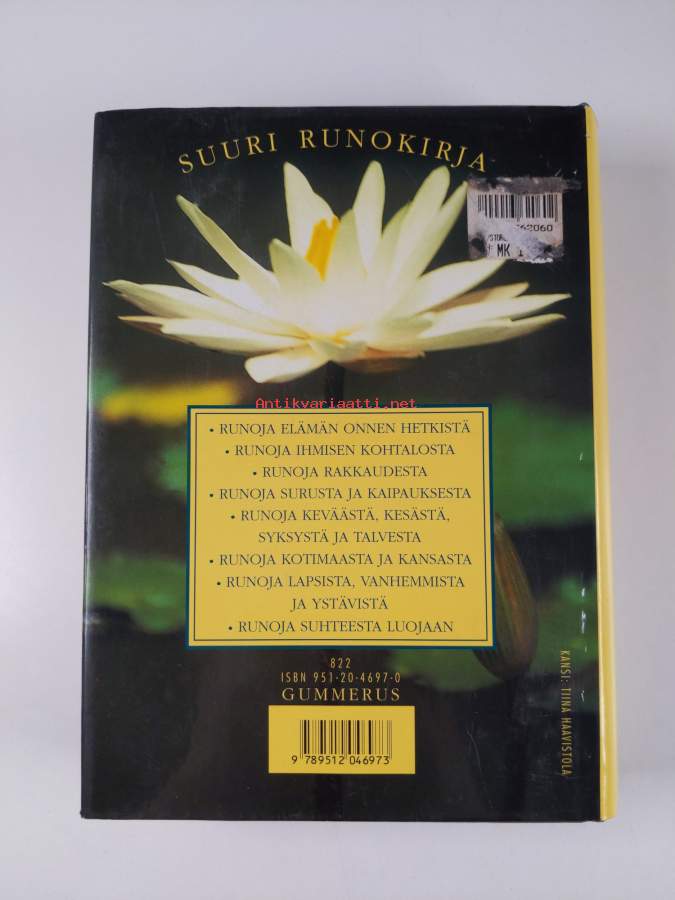 SUURI RUNOKIRJA
62060
MK
Antikvariaatti.net
• RUNOJA ELÄMÄN ONNEN HETKISTÄ
• RUNOJA IHMISEN KOHTALOSTA
• RUNOJA RAKKAUDESTA
• RUNOJA SURUSTA JA KAIPAUKSESTA
• RUNOJA KEVÄÄSTÄ, KESÄSTÄ,
SYKSYSTÄ JA TALVESTA
• RUNOJA KOTIMAASTA JA KANSASTA
• RUNOJA LAPSISTA, VANHEMMISTA
JA YSTÄVISTÄ
• RUNOJA SUHTEESTA LUOJAAN
822
ISBN 951-20-4697-0
GUMMERUS
9 789512 046973
KANSI: TIINA HAAVISTOLA